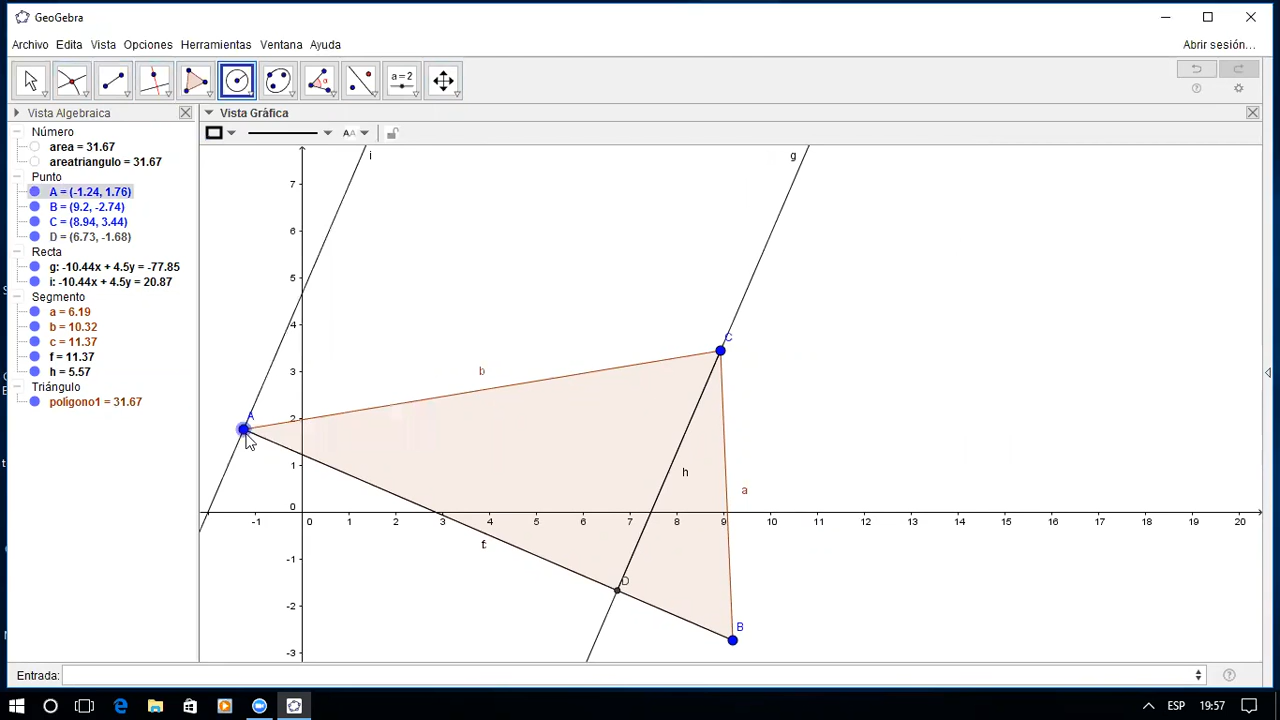 GeoGebra
Archivo Edita Vista Opciones Herramientas Ventana Ayuda Abrir sesión...
a=2
Vista Algebraica Vista Gráfica
AA
Número
area = 31.67
areatriangulo = 31.67
Punto
A = (-1.24, 1.76)
B = (9.2, -2.74)
C = (8.94, 3.44)
D = (6.73, -1.68)
Recta
g: -10.44x + 4.5y = -77.85
i: -10.44x + 4.5y = 20.87
Segmento
a = 6.19
b = 10.32
c = 11.37
f = 11.37
h = 5.57
Triángulo
polígono1 = 31.67
i g
7
6
5
4
C
3
b
A
2
1
h
a
0
-1 0 1 2 3 4 5 6 7 8 9 10 11 12 13 14 15 16 17 18 19 20
-1
D
-2
B
-3
Entrada:
ESP 19:57